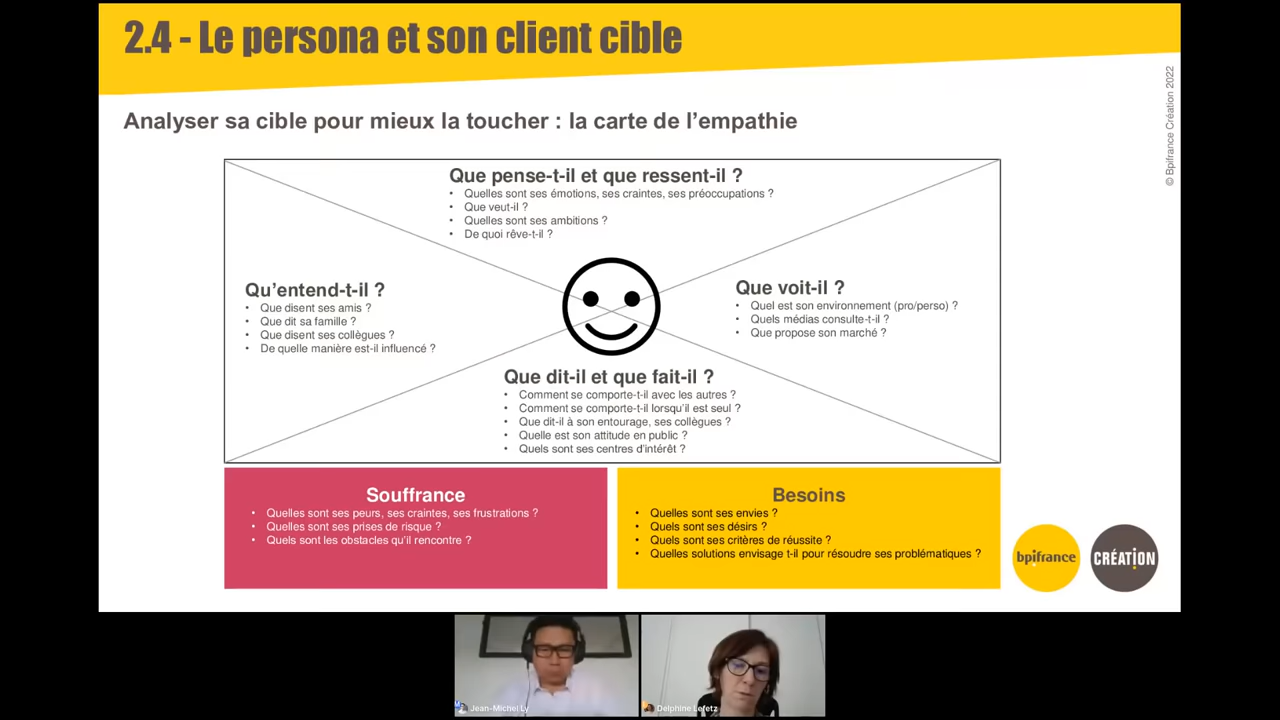 2.4 - Le persona et son client cible
© Bpifrance Création 2022
Analyser sa cible pour mieux la toucher : la carte de l’empathie
Que pense-t-il et que ressent-il ?
• Quelles sont ses émotions, ses craintes, ses préoccupations ?
• Que veut-il ?
• Quelles sont ses ambitions ?
• De quoi rêve-t-il ?
Qu’entend-t-il ?
• Que disent ses amis ?
• Que dit sa famille ?
• Que disent ses collègues ?
• De quelle manière est-il influencé ?
Que voit-il ?
• Quel est son environnement (pro/perso) ?
• Quels médias consulte-t-il ?
• Que propose son marché ?
Que dit-il et que fait-il ?
• Comment se comporte-t-il avec les autres ?
• Comment se comporte-t-il lorsqu’il est seul ?
• Que dit-il à son entourage, ses collègues ?
• Quelle est son attitude en public ?
• Quels sont ses centres d’intérêt ?
Souffrance
• Quelles sont ses peurs, ses craintes, ses frustrations ?
• Quelles sont ses prises de risque ?
• Quels sont les obstacles qu’il rencontre ?
Besoins
• Quelles sont ses envies ?
• Quels sont ses désirs ?
• Quels sont ses critères de réussite ?
• Quelles solutions envisage t-il pour résoudre ses problématiques ?
bpifrance
CRÉATION
Jean-Michel Ly
Delphine Lefetz